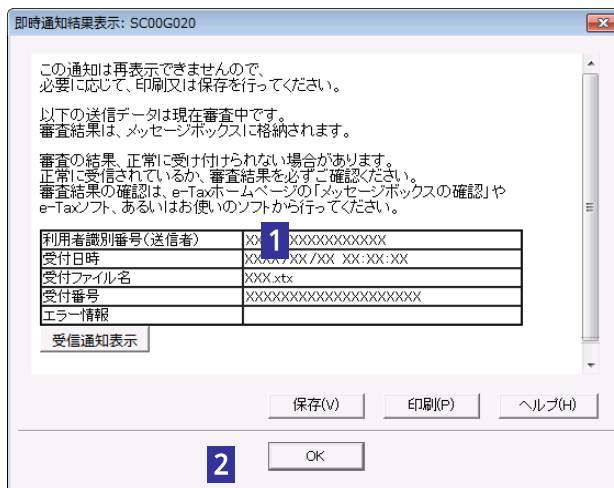 即時通知結果表示: SC00G020
この通知は再表示できませんので、
必要に応じて、印刷又は保存を行ってください。
以下の送信データは現在審査中です。
審査結果は、メッセージボックスに格納されます。
審査の結果、正常に受け付けられない場合があります。
正常に受信されているか、審査結果を必ずご確認ください。
審査結果の確認は、e-Taxホームページの「メッセージボックスの確認」や
e-Taxソフト、あるいはお使いのソフトから行ってください。
利用者識別番号(送信者) XX XXXXXXXXXXXXX
1
受付日時 XXXX/XX/XX XX:XX:XX
受付ファイル名 XXX.xtx
受付番号 XXXXXXXXXXXXXXXXXXXX
エラー情報
受信通知表示
保存(V) 印刷(P) ヘルプ(H)
2 OK